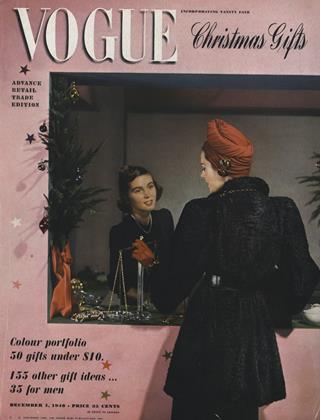 INCORPORATING VANITY FAIR
VOGUE
Christmas Gifts
ADVANCE
RETAIL
TRADE
EDITION
Colour portfolio
50 gifts under $10.
155 other gift ideas ...
35 for men
DECEMBER 1, 1940 • PRICE 35 CENTS